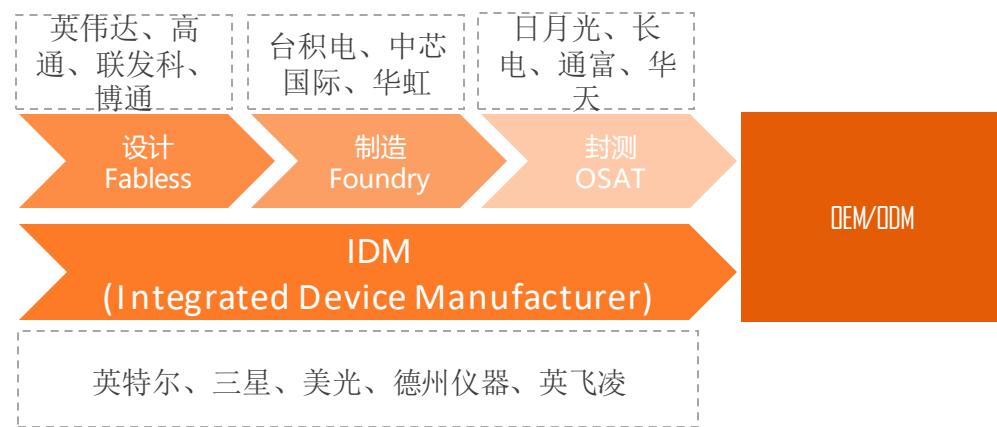 英伟达、高
通、联发科、
博通
台积电、中芯
国际、华虹
日月光、长
电、通富、华
天
设计
Fabless
制造
Foundry
封测
OSAT
OEM/ODM
IDM
(Integrated Device Manufacturer)
英特尔、三星、美光、德州仪器、英飞凌